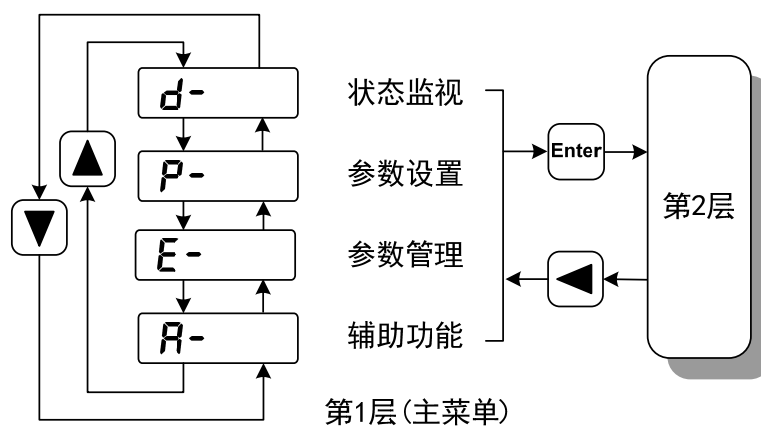 d- 状态监视
P- 参数设置
E- 参数管理
A- 辅助功能
Enter
第2层
第1层(主菜单)